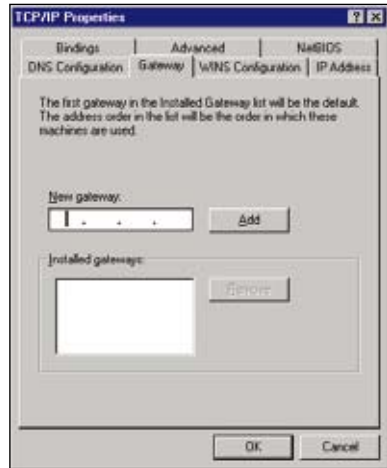 TCP/IP Properties
? X
Bindings Advanced NetBIOS
DNS Configuration Gateway WINS Configuration IP Address
The first gateway in the Installed Gateway list will be the default.
The address order in the list will be the order in which these
machines are used.
New gateway:
. . .
Add
Installed gateways:
Remove
OK Cancel